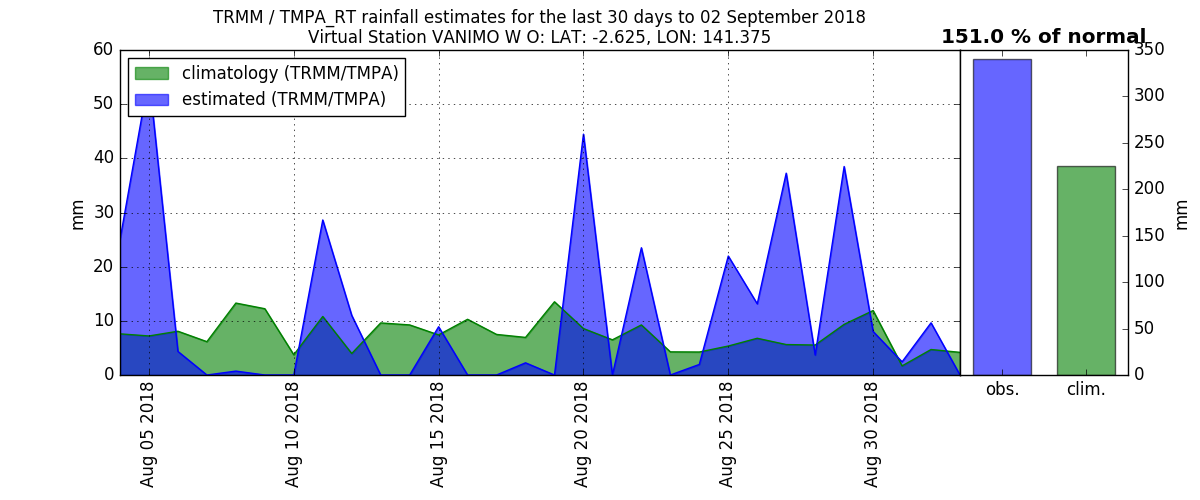 TRMM / TMPA_RT rainfall estimates for the last 30 days to 02 September 2018
Virtual Station VANIMO W O: LAT: -2.625, LON: 141.375
151.0 % of normal
climatology (TRMM/TMPA)
estimated (TRMM/TMPA)
60
50
40
30
20
10
0
mm
Aug 05 2018
Aug 10 2018
Aug 15 2018
Aug 20 2018
Aug 25 2018
Aug 30 2018
350
300
250
200
150
100
50
0
mm
obs.
clim.